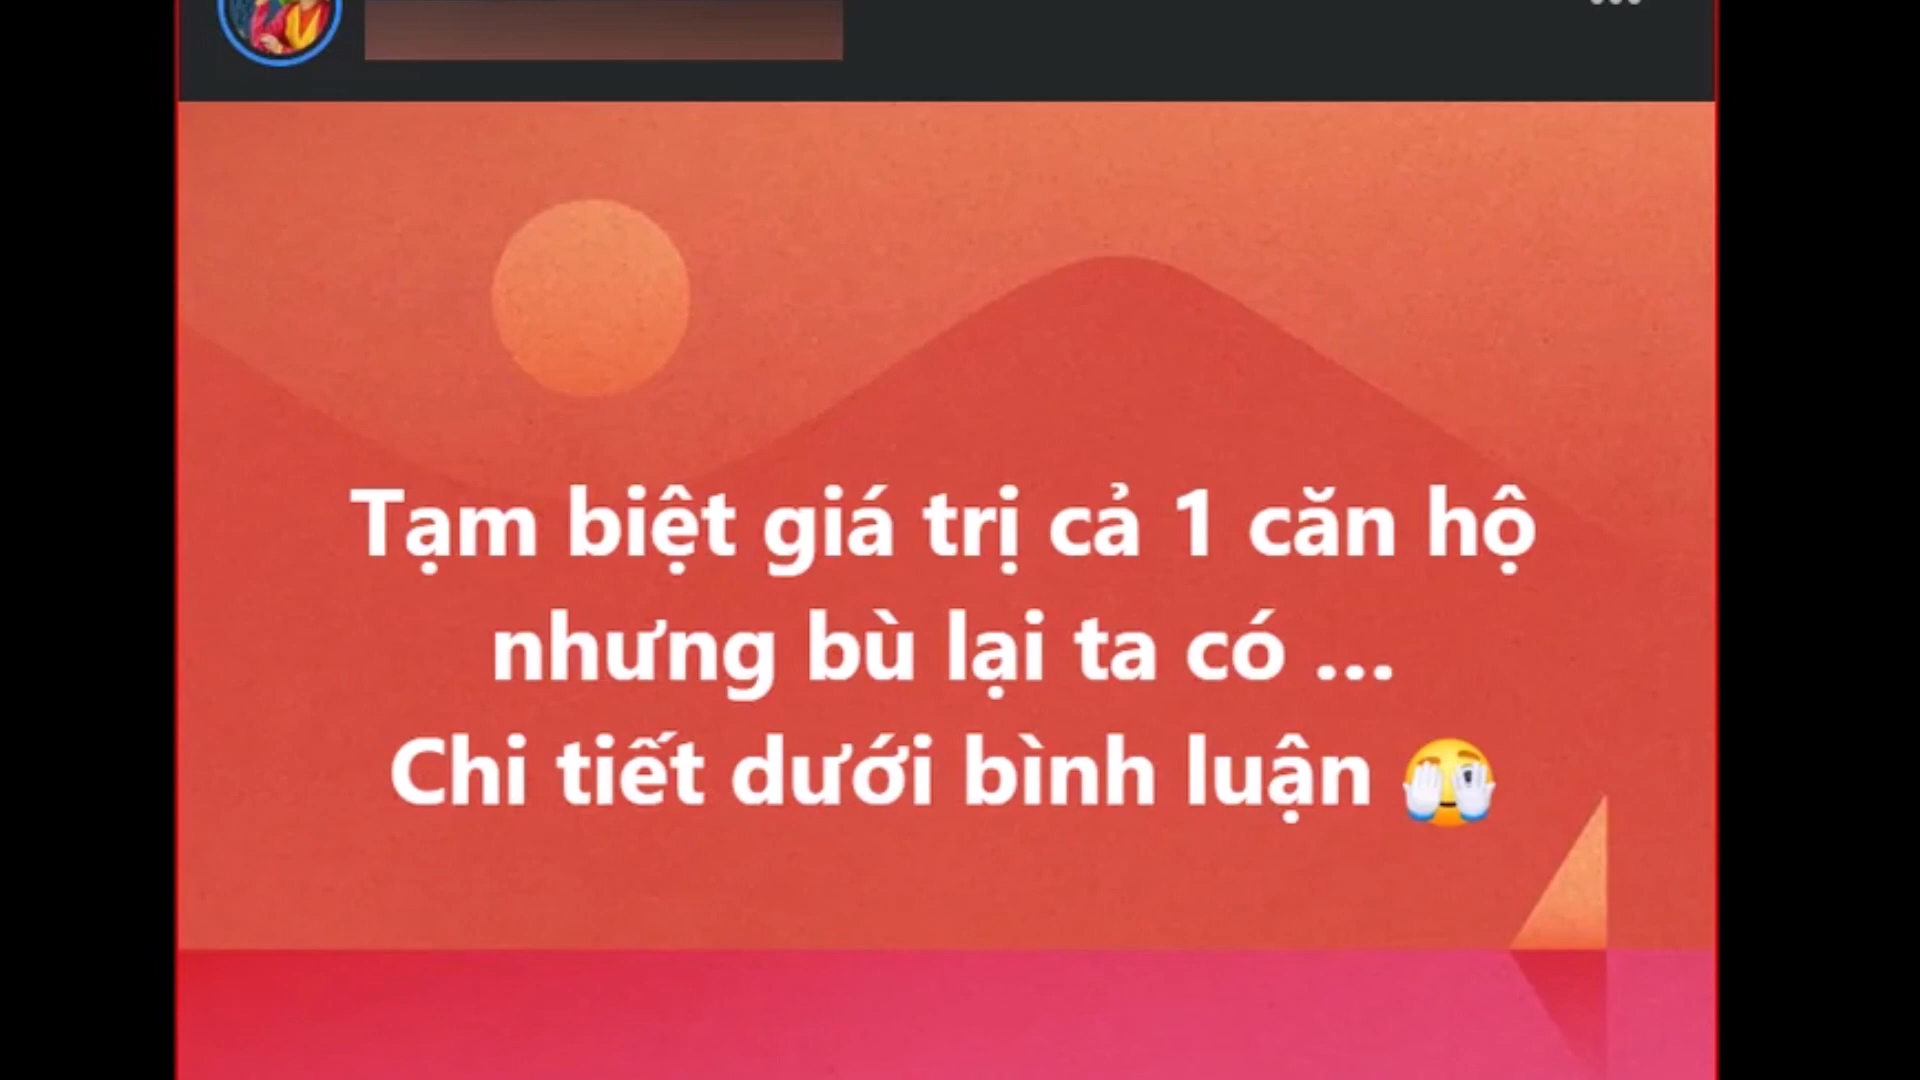 Tạm biệt giá trị cả 1 căn hộ
nhưng bù lại ta có ...
Chi tiết dưới bình luận 🫣